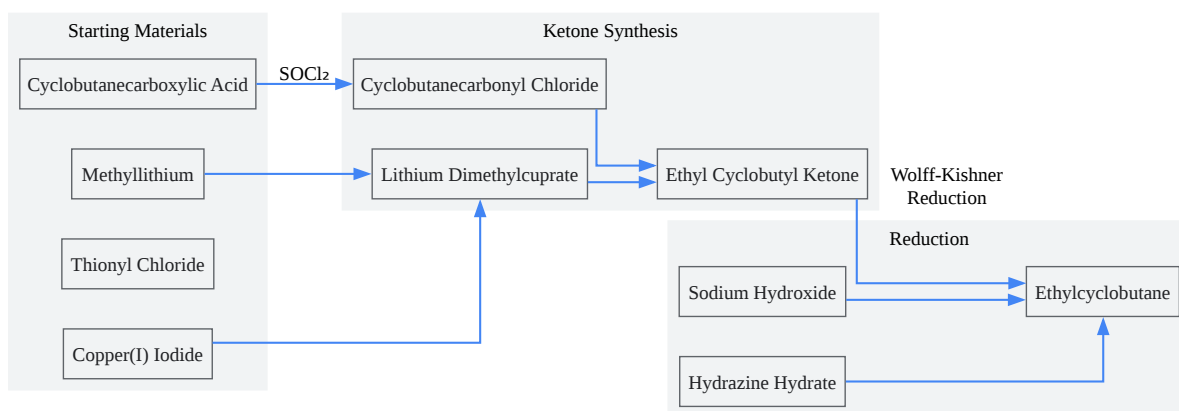 Starting Materials
Ketone Synthesis
Cyclobutanecarboxylic Acid
SOCl₂
Cyclobutanecarbonyl Chloride
Methyllithium
Lithium Dimethylcuprate
Ethyl Cyclobutyl Ketone
Wolff-Kishner
Reduction
Reduction
Thionyl Chloride
Sodium Hydroxide
Ethylcyclobutane
Copper(I) Iodide
Hydrazine Hydrate